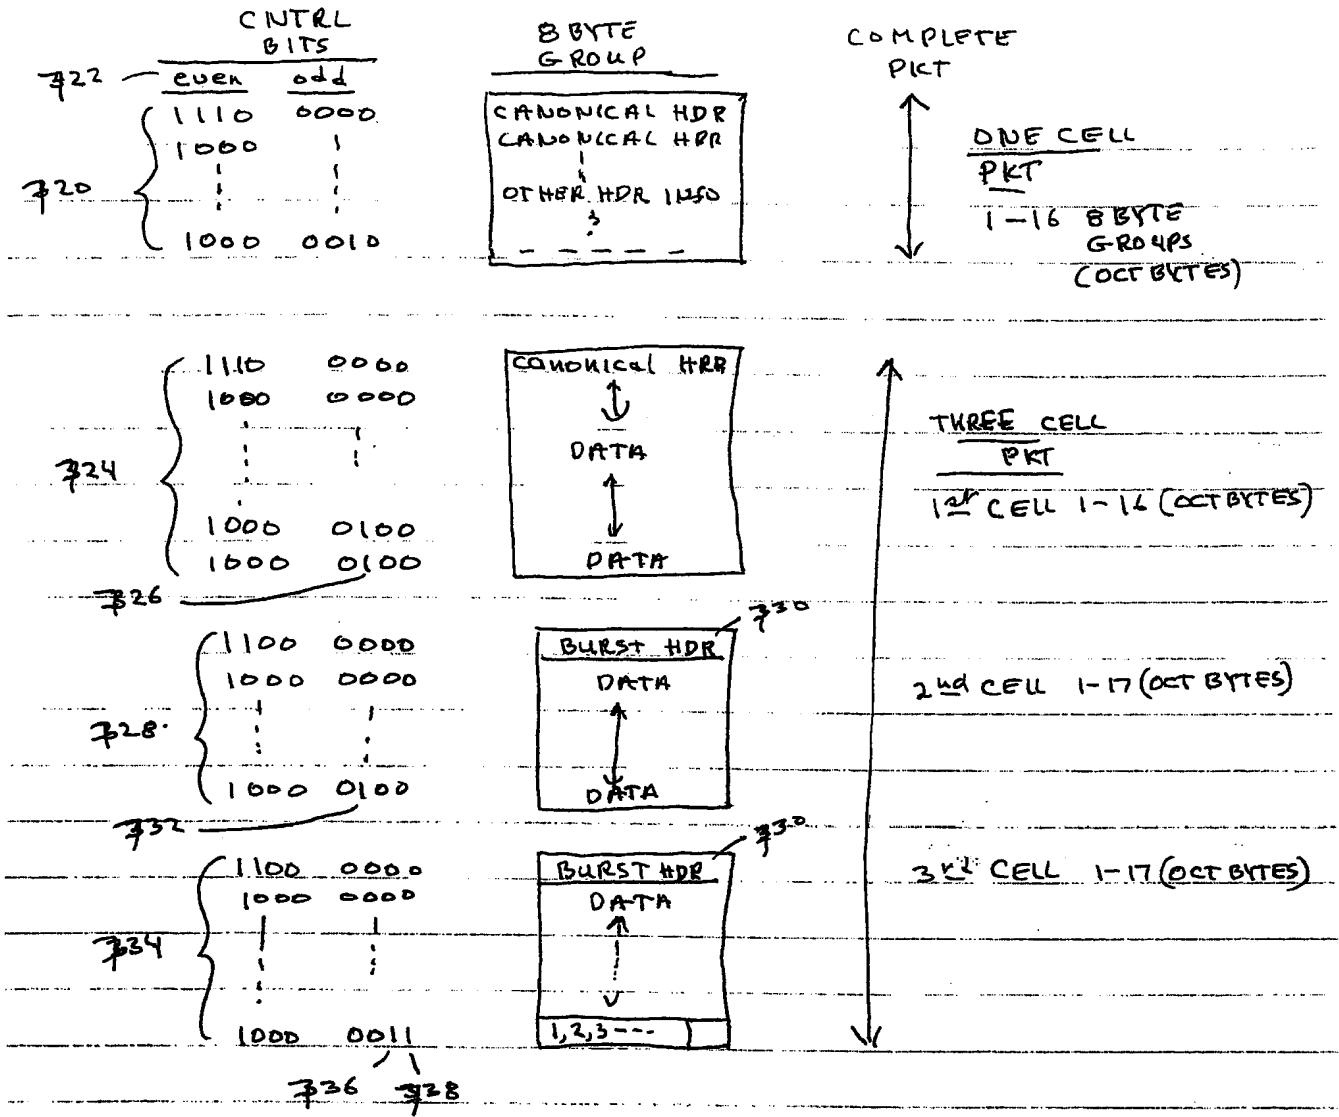 CNTRL BITS
8 BYTE GROUP
COMPLETE PKT
722 even odd
1110 0000 CANONICAL HDR
1000 CANONICAL HDR
ONE CELL PKT
720 OTHER HDR INFO
1-16 8 BYTE GROUPS (OCT BYTES)
1000 0010
1110 0000 Canonical HDR
1000 0000
THREE CELL PKT
724 DATA
1st CELL 1-16 (OCT BYTES)
1000 0100
1000 0100 DATA
726
730
1100 0000 BURST HDR
1000 0000 DATA
2nd CELL 1-17 (OCT BYTES)
728
1000 0100 DATA
732
730
1100 0000 BURST HDR
3rd CELL 1-17 (OCT BYTES)
1000 0000 DATA
734
1000 0011 1,2,3---
736 738